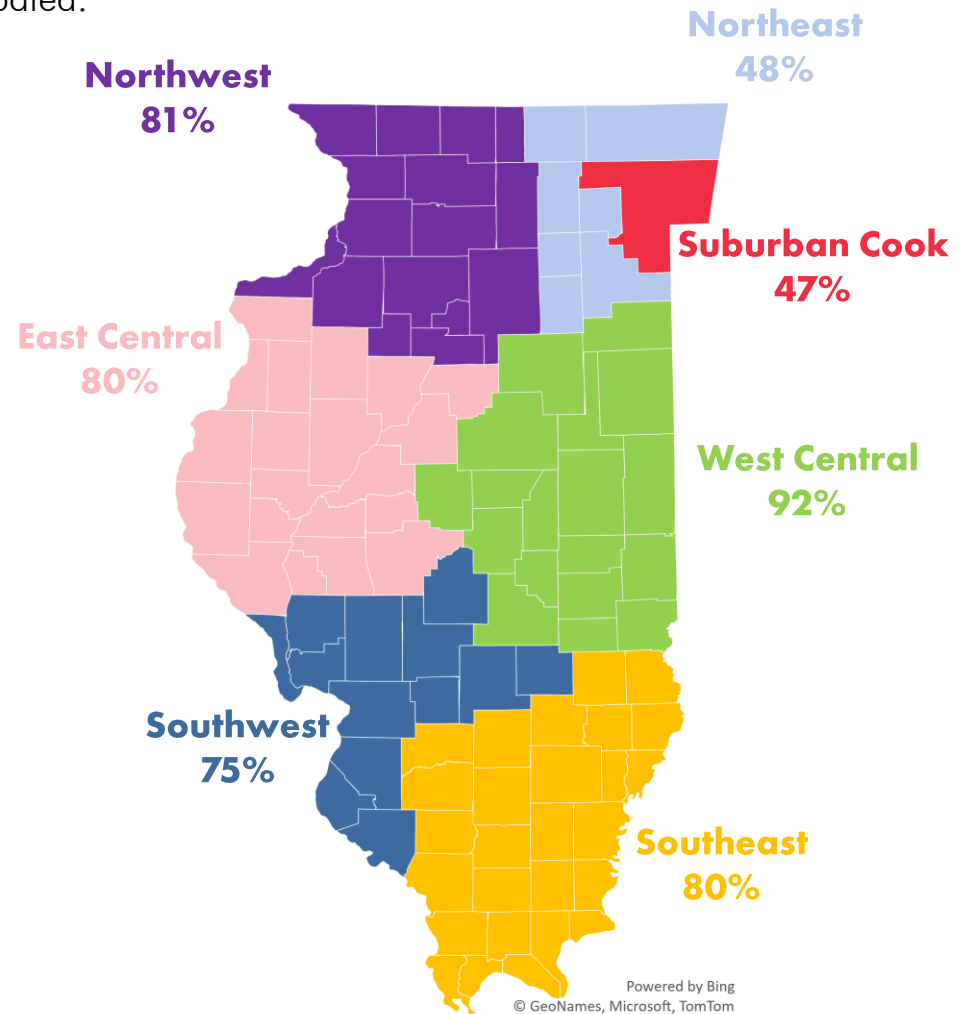 Northeast
48%
Northwest
81%
Suburban Cook
47%
East Central
80%
West Central
92%
Southwest
75%
Southeast
80%
Powered by Bing
© GeoNames, Microsoft, TomTom